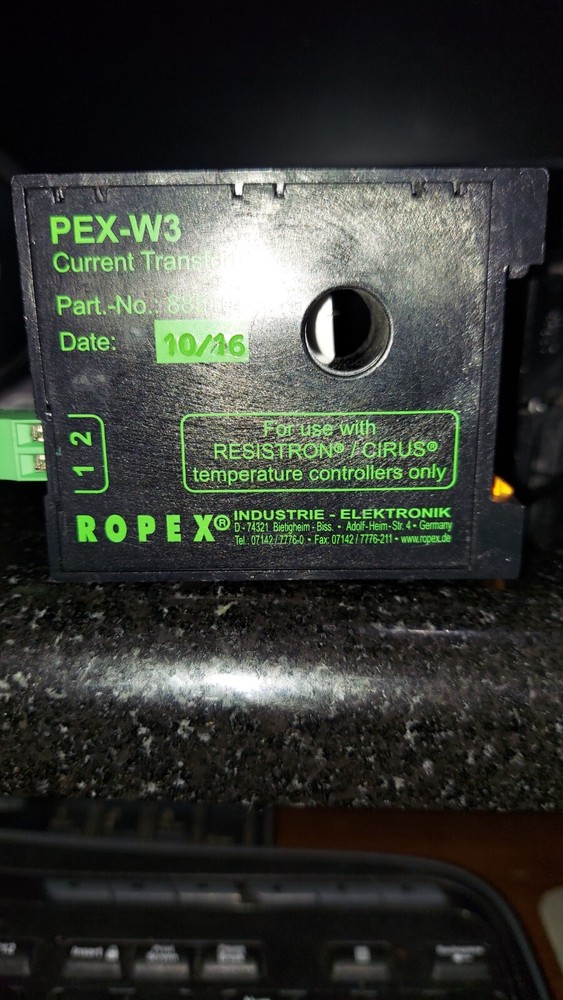 PEX-W3
Current
Part.-No.:
Date: 10/16
1 2
For use with
RESISTRON® / CIRUS®
temperature controllers only
ROPEX® INDUSTRIE - ELEKTRONIK
D - 74321 Bietigheim - Biss. • Adolf-Heim-Str. 4 • Germany
Tel.: 07142 / 7776-0 • Fax: 07142 / 7776-211 • www.ropex.de
Insert